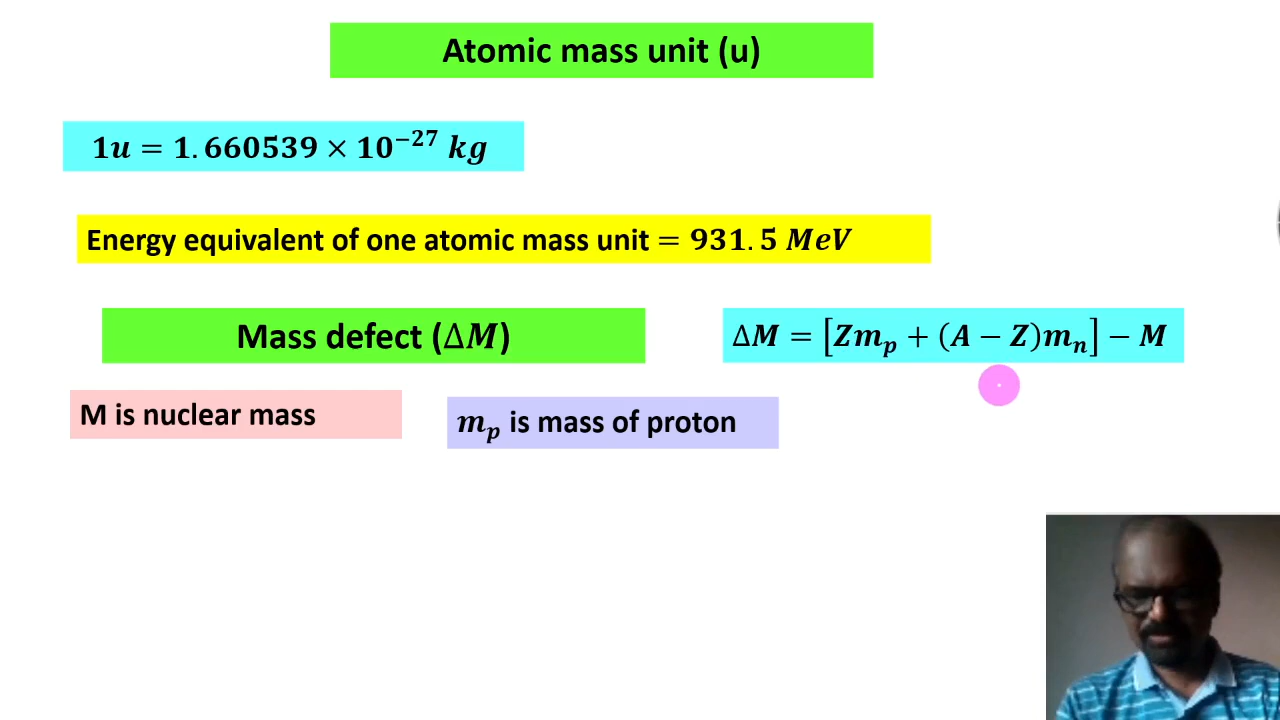 Atomic mass unit (u)
1u = 1.660539 × 10⁻²⁷ kg
Energy equivalent of one atomic mass unit = 931.5 MeV
Mass defect (ΔM)
ΔM = [Zmₚ + (A − Z)mₙ] − M
M is nuclear mass
mₚ is mass of proton